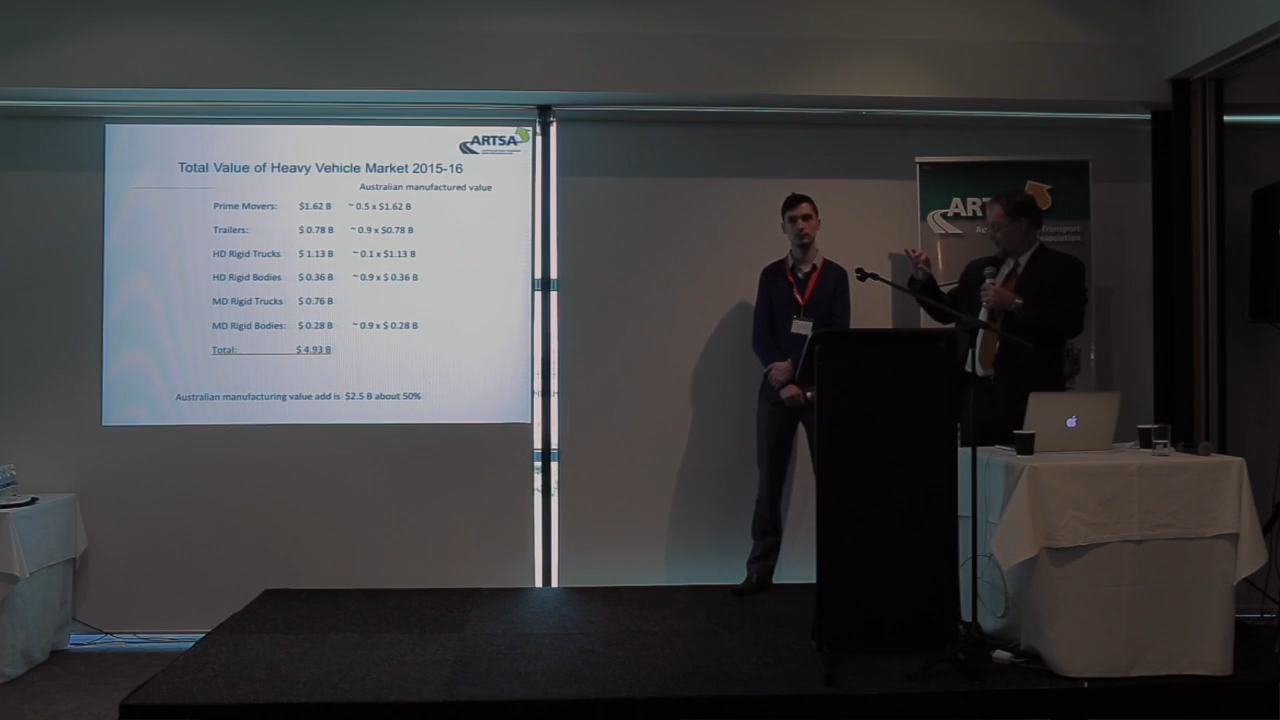 ARTSA
Total Value of Heavy Vehicle Market 2015-16
Australian manufactured value
Prime Movers: $1.62 B ~ 0.5 x $1.62 B
Trailers: $ 0.78 B ~ 0.9 x $0.78 B
HD Rigid Trucks $ 1.13 B ~ 0.1 x $1.13 B
HD Rigid Bodies $ 0.36 B ~ 0.9 x $ 0.36 B
MD Rigid Trucks $ 0.76 B
MD Rigid Bodies: $ 0.28 B ~ 0.9 x $ 0.28 B
Total: $ 4.93 B
Australian manufacturing value add is $2.5 B about 50%
ART
Transport
ssociation